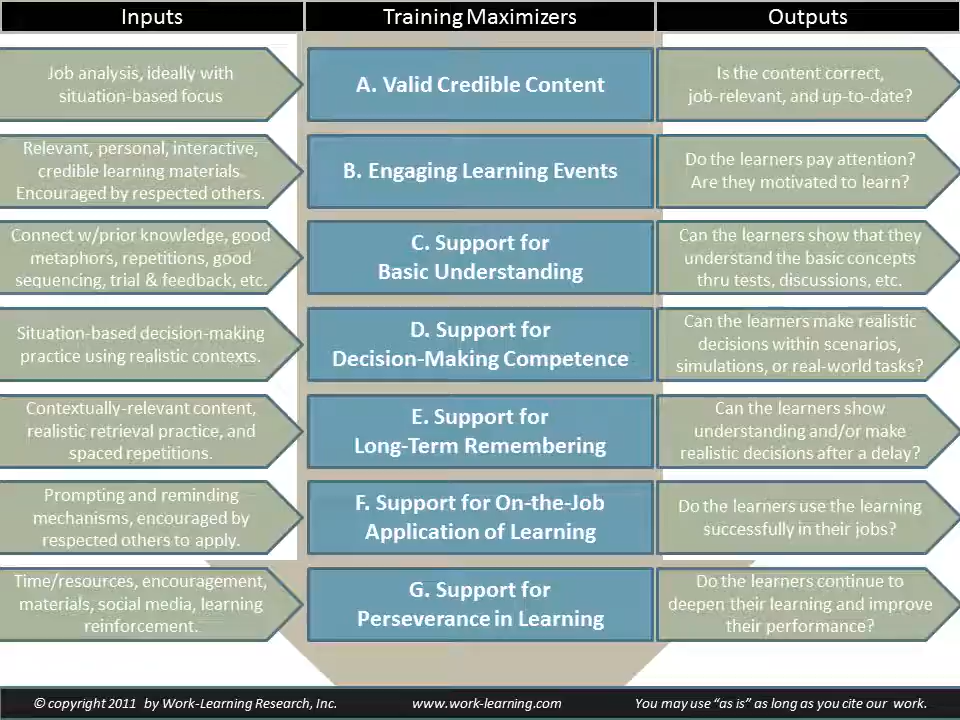 Inputs
Training Maximizers
Outputs
Job analysis, ideally with
situation-based focus
A. Valid Credible Content
Is the content correct,
job-relevant, and up-to-date?
Relevant, personal, interactive,
credible learning materials.
Encouraged by respected others.
B. Engaging Learning Events
Do the learners pay attention?
Are they motivated to learn?
Connect w/prior knowledge, good
metaphors, repetitions, good
sequencing, trial & feedback, etc.
C. Support for
Basic Understanding
Can the learners show that they
understand the basic concepts
thru tests, discussions, etc.
Situation-based decision-making
practice using realistic contexts.
D. Support for
Decision-Making Competence
Can the learners make realistic
decisions within scenarios,
simulations, or real-world tasks?
Contextually-relevant content,
realistic retrieval practice, and
spaced repetitions.
E. Support for
Long-Term Remembering
Can the learners show
understanding and/or make
realistic decisions after a delay?
Prompting and reminding
mechanisms, encouraged by
respected others to apply.
F. Support for On-the-Job
Application of Learning
Do the learners use the learning
successfully in their jobs?
Time/resources, encouragement,
materials, social media, learning
reinforcement.
G. Support for
Perseverance in Learning
Do the learners continue to
deepen their learning and improve
their performance?
© copyright 2011 by Work-Learning Research, Inc.
www.work-learning.com
You may use “as is” as long as you cite our work.